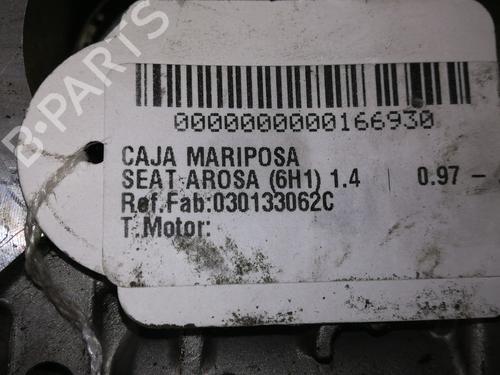 B-PARTS
0000000000166930
CAJA MARIPOSA
SEAT AROSA (6H1) 1.4 | 0.97 -
Ref.Fab:030133062C
T.Motor: